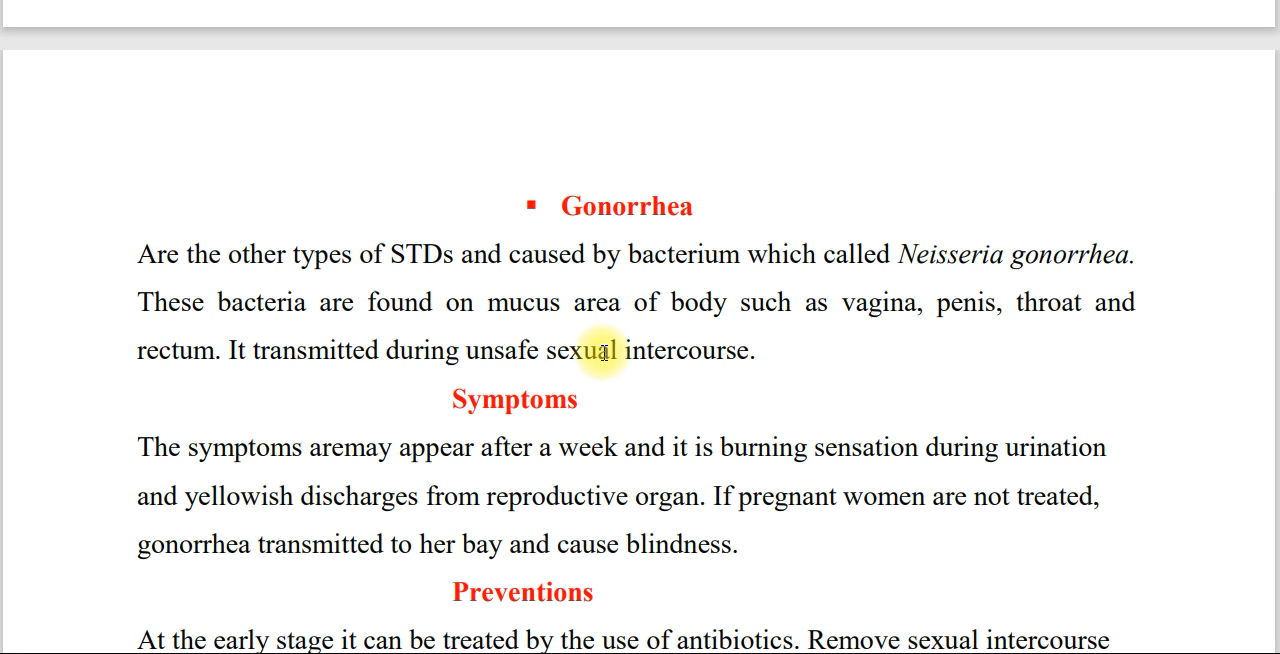 ▪ Gonorrhea
Are the other types of STDs and caused by bacterium which called Neisseria gonorrhea.
These bacteria are found on mucus area of body such as vagina, penis, throat and
rectum. It transmitted during unsafe sexual intercourse.
Symptoms
The symptoms aremay appear after a week and it is burning sensation during urination
and yellowish discharges from reproductive organ. If pregnant women are not treated,
gonorrhea transmitted to her bay and cause blindness.
Preventions
At the early stage it can be treated by the use of antibiotics. Remove sexual intercourse